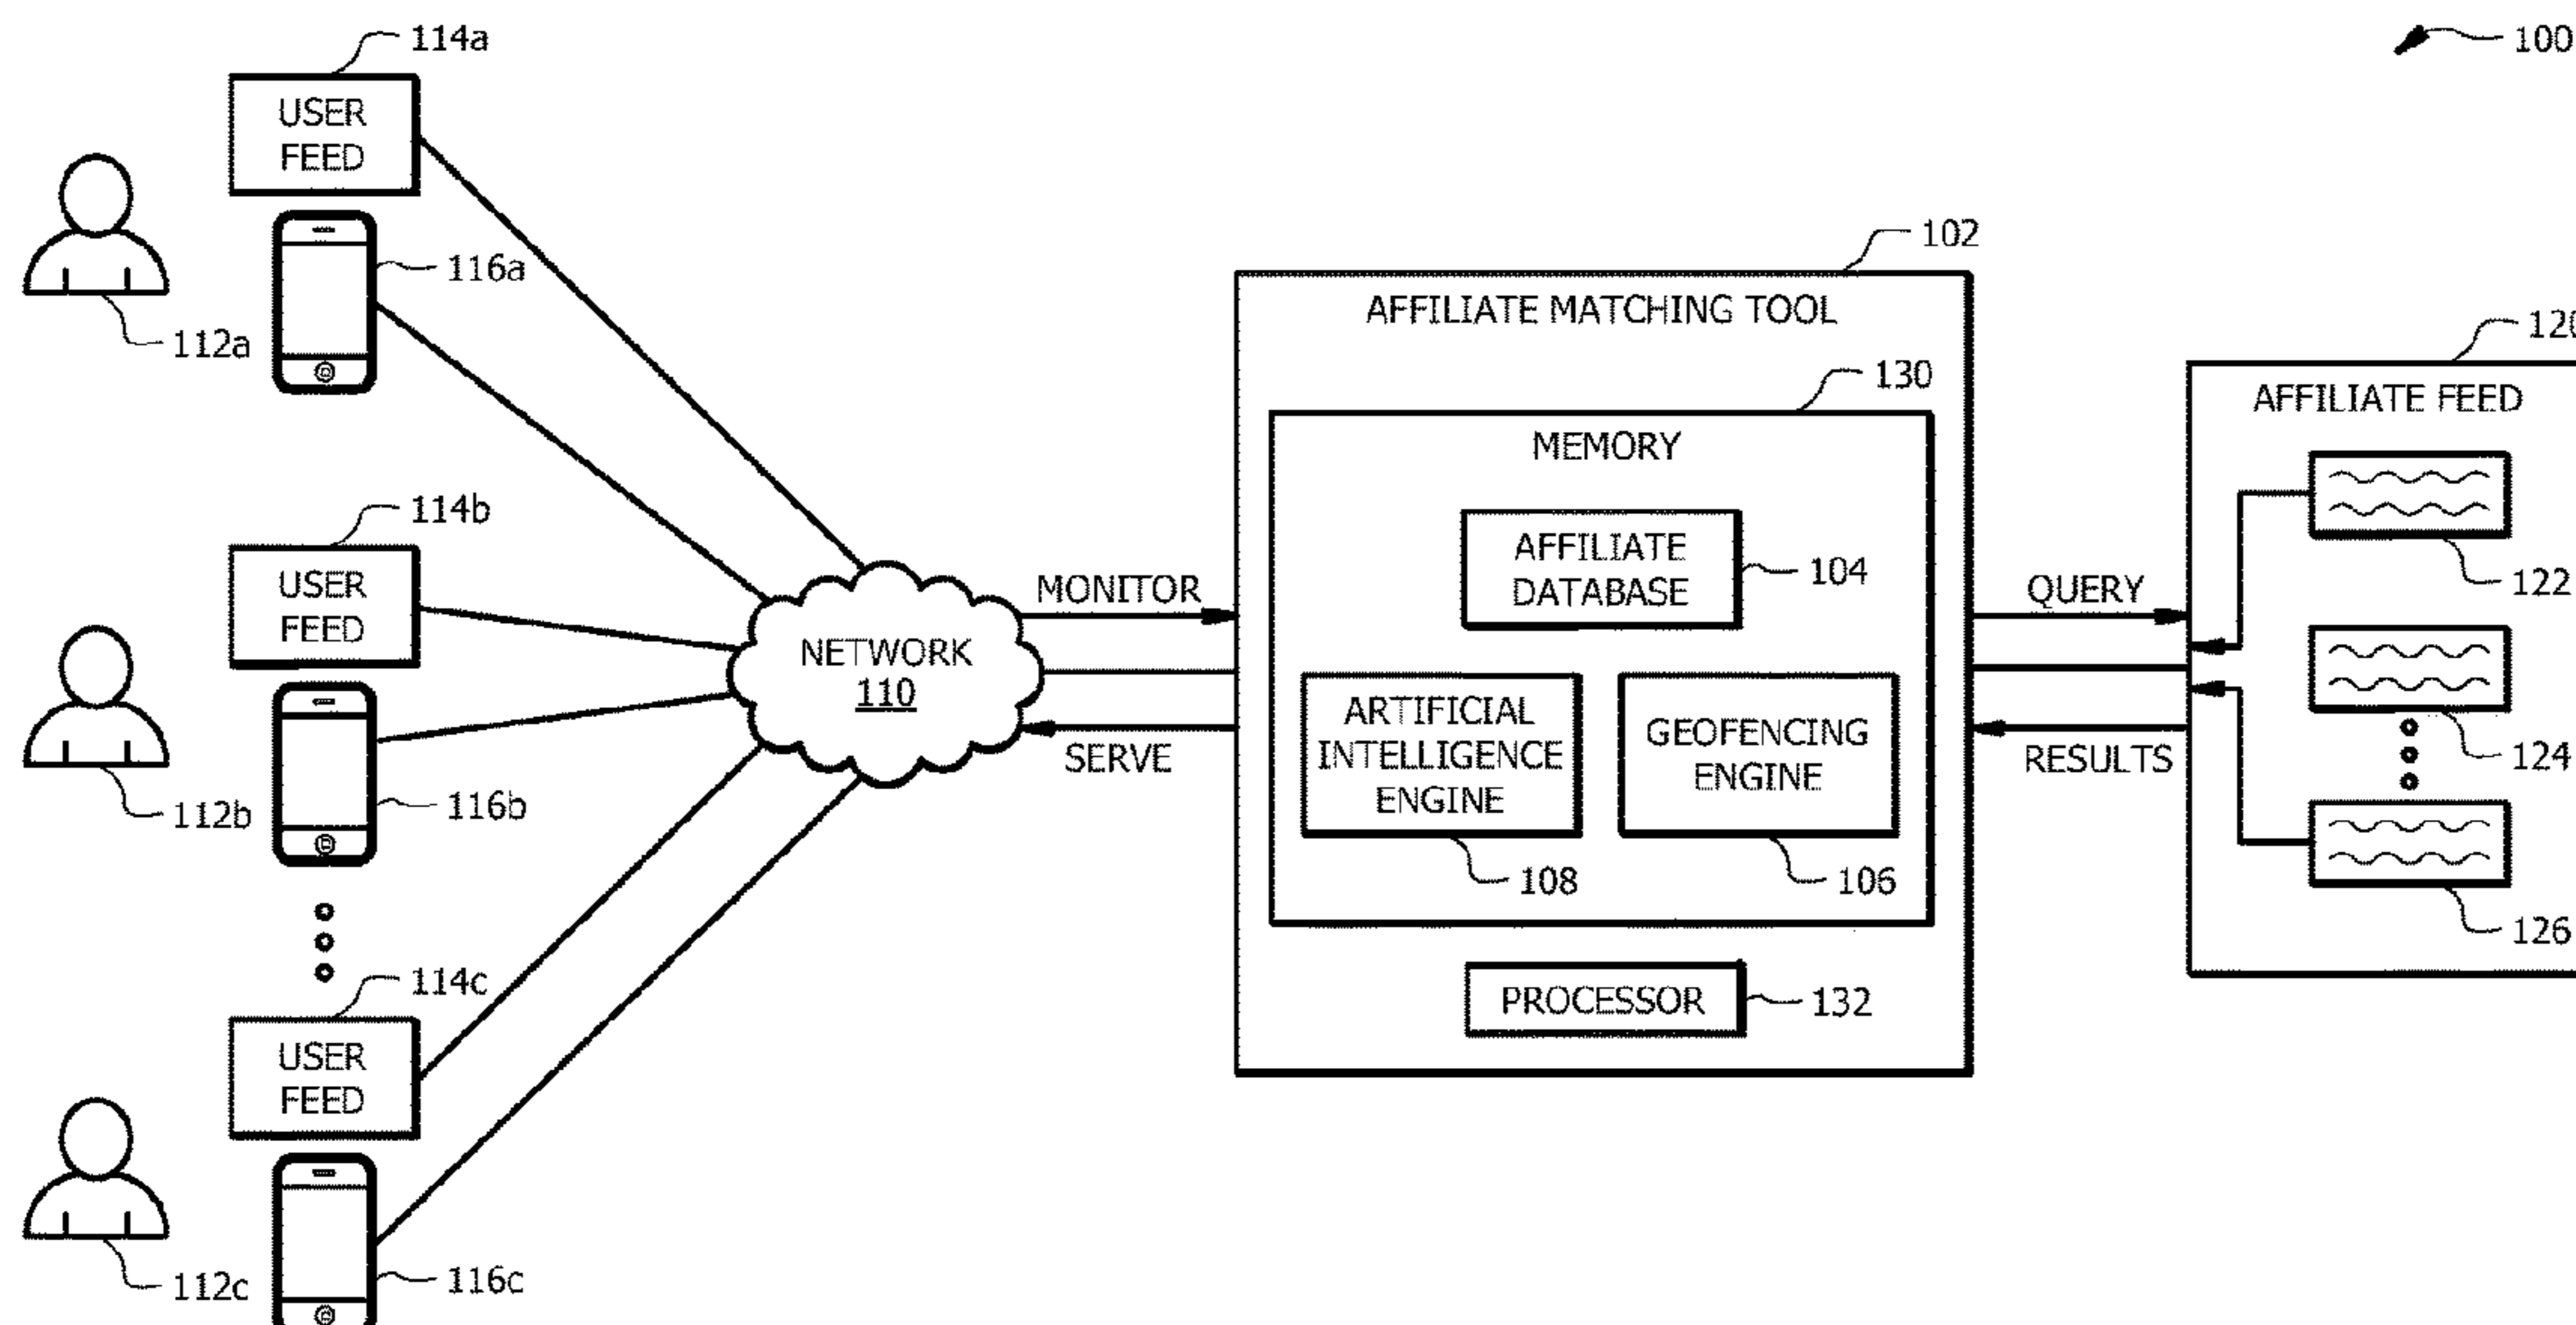 100
114a
USER
FEED
116a
112a
114b
USER
FEED
116b
112b
114c
USER
FEED
116c
112c
NETWORK
110
MONITOR
SERVE
102
AFFILIATE MATCHING TOOL
130
MEMORY
AFFILIATE
DATABASE
104
ARTIFICIAL
INTELLIGENCE
ENGINE
108
GEOFENCING
ENGINE
106
PROCESSOR
132
QUERY
RESULTS
120
AFFILIATE FEED
122
124
126